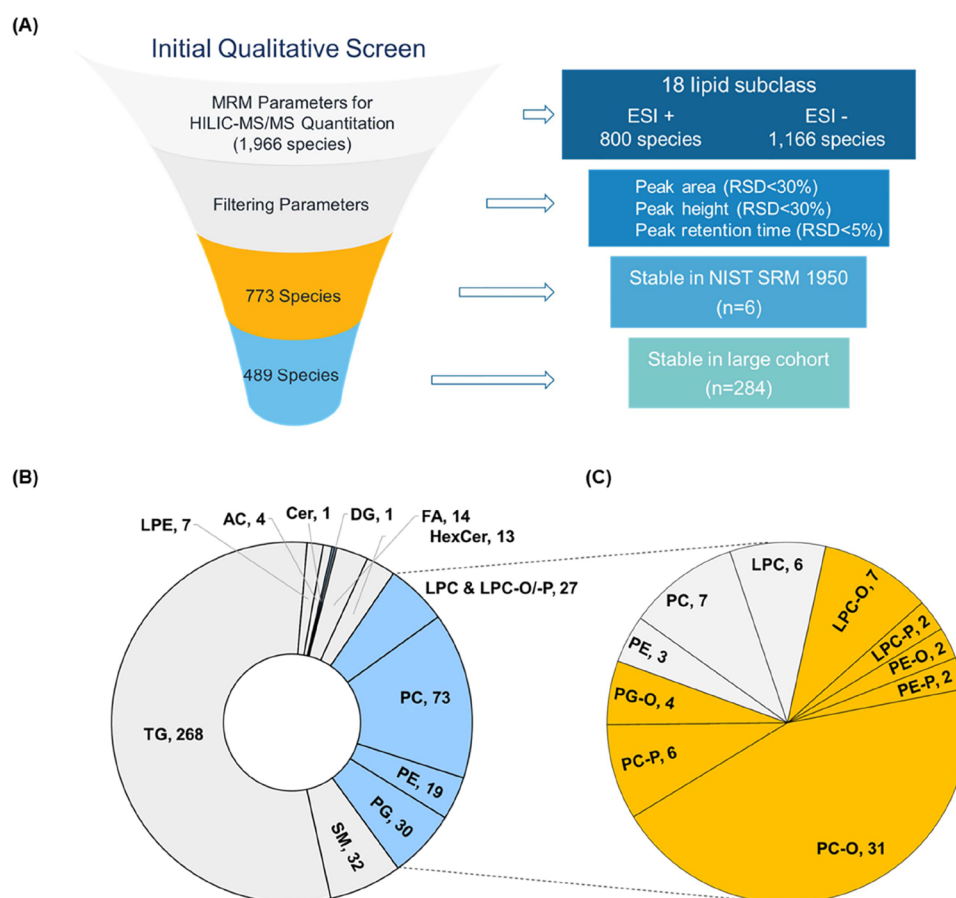 (A)
Initial Qualitative Screen
MRM Parameters for
HILIC-MS/MS Quantitation
(1,966 species)
Filtering Parameters
773 Species
489 Species
18 lipid subclass
ESI + ESI -
800 species 1,166 species
Peak area (RSD<30%)
Peak height (RSD<30%)
Peak retention time (RSD<5%)
Stable in NIST SRM 1950
(n=6)
Stable in large cohort
(n=284)
(B)
LPE, 7
AC, 4
Cer, 1
DG, 1
FA, 14
HexCer, 13
LPC & LPC-O/-P, 27
PC, 73
PE, 19
PG, 30
SM, 32
TG, 268
(C)
LPC, 6
LPC-O, 7
LPC-P, 2
PE-O, 2
PE-P, 2
PC-O, 31
PC-P, 6
PG-O, 4
PE, 3
PC, 7